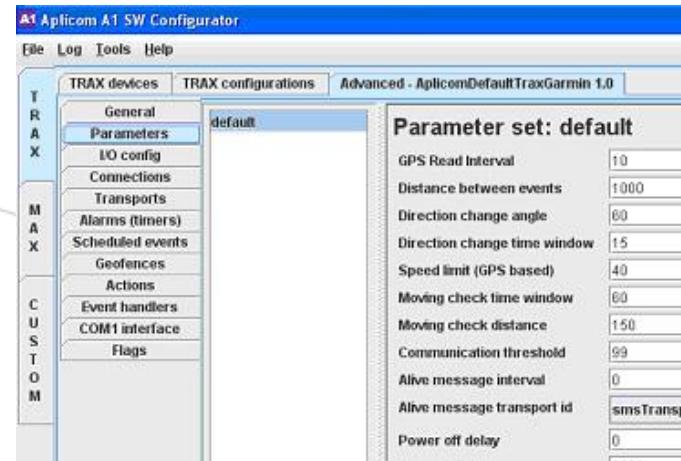 A1 Aplicom A1 SW Configurator
File Log Tools Help
TRAX devices TRAX configurations Advanced - AplicomDefaultTraxGarmin 1.0
TRAX
MAX
CUSTOM
General
Parameters
I/O config
Connections
Transports
Alarms (timers)
Scheduled events
Geofences
Actions
Event handlers
COM1 interface
Flags
default
Parameter set: default
GPS Read Interval 10
Distance between events 1000
Direction change angle 60
Direction change time window 15
Speed limit (GPS based) 40
Moving check time window 60
Moving check distance 150
Communication threshold 99
Alive message interval 0
Alive message transport id smsTransp
Power off delay 0